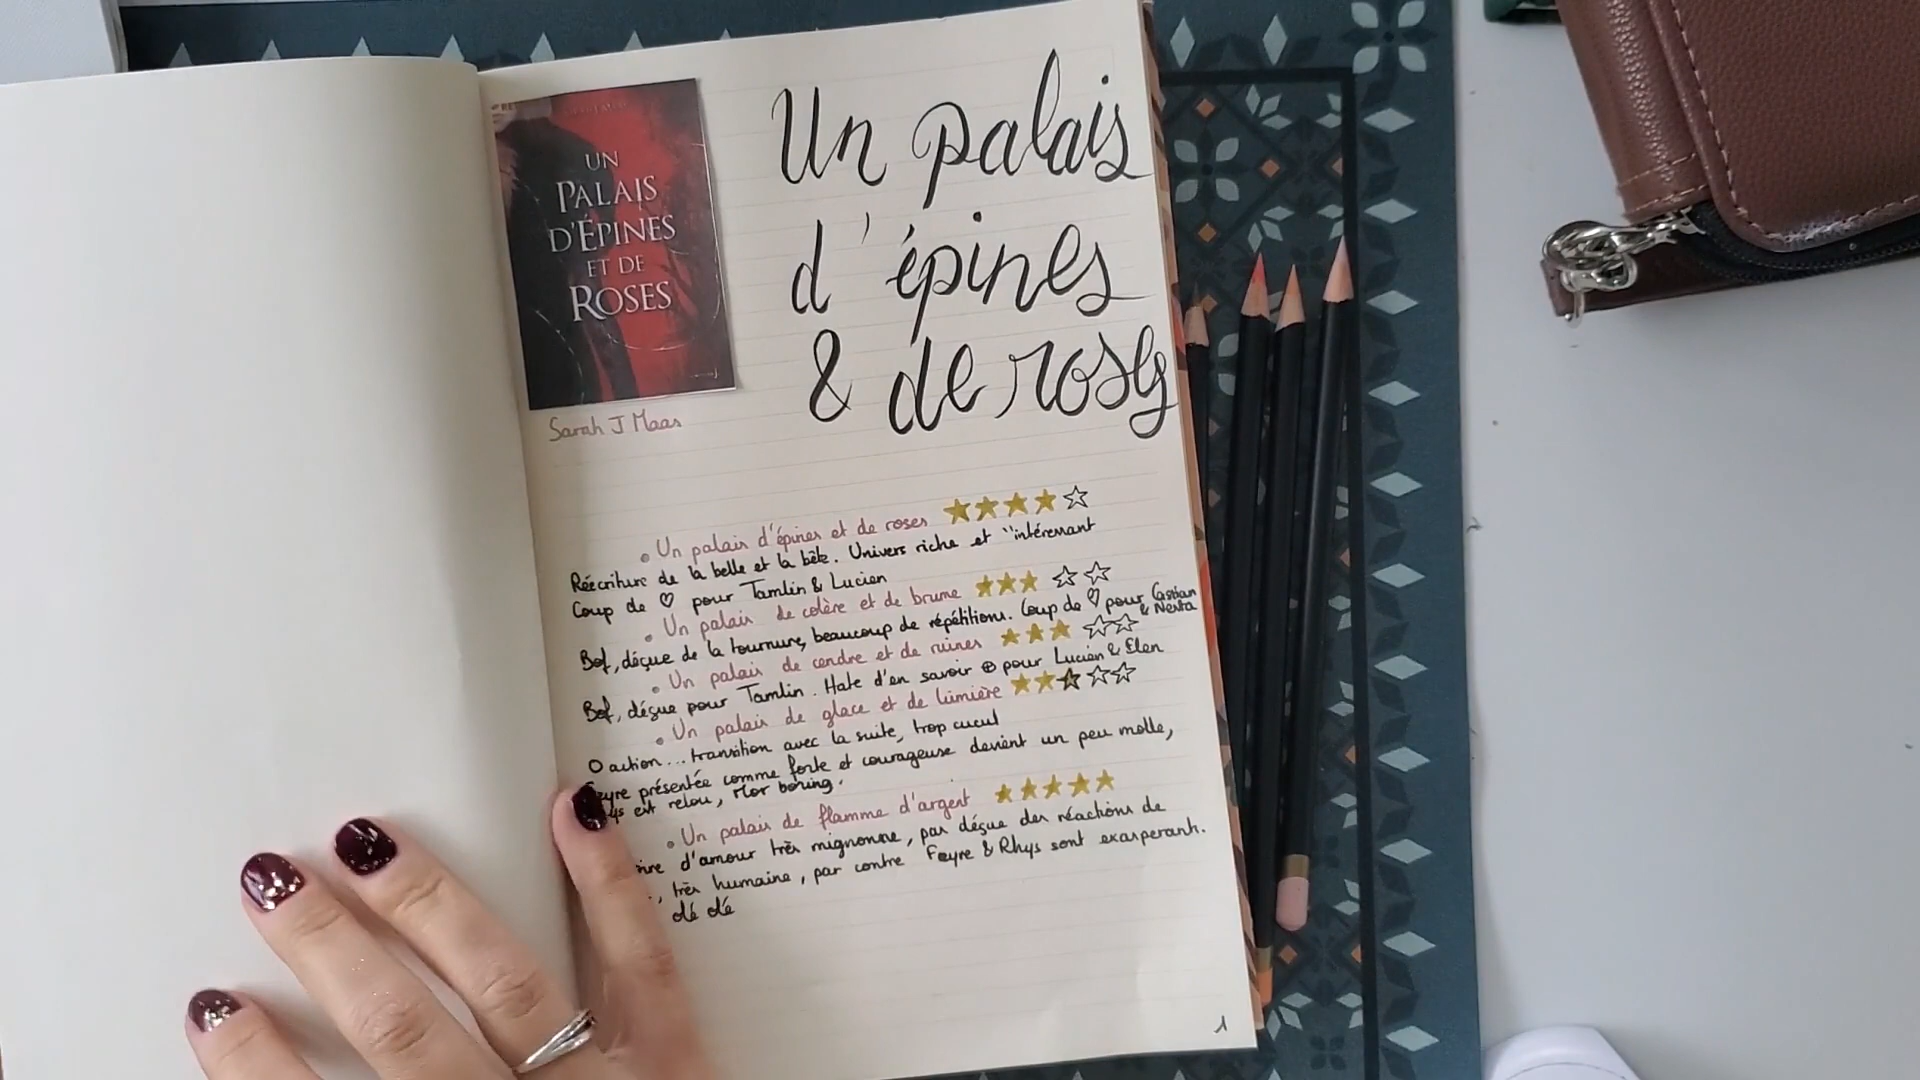 UN
PALAIS
D'ÉPINES
ET DE
ROSES
Sarah J Maas
Un palais
d'épines
& de roses
• Un palais d'épines et de roses
Réécriture de la belle et la bête. Univers riche et intéressant
Coup de ♡ pour Tamlin & Lucien
• Un palais de colère et de brume
Bof, déçue de la tournure, beaucoup de répétitions. Coup de ♡ pour Cassian & Nesta
• Un palais de cendre et de ruines
Bof, déçue pour Tamlin. Hate d'en savoir ⊕ pour Lucien & Elen
• Un palais de glace et de lumière
0 action... transition avec la suite, trop cucul
Feyre présentée comme forte et courageuse devient un peu molle,
est relou, Mor boring.
• Un palais de flamme d'argent
d'amour très mignonne, pas déçue des réactions de
, très humaine, par contre Feyre & Rhys sont exasperant.
dé dé
1